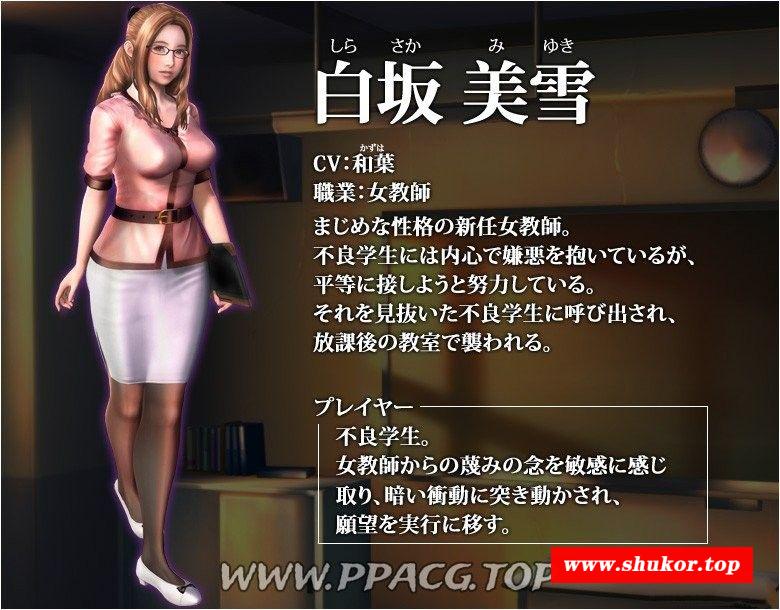 しら さか み ゆき
白坂 美雪
かずは
CV：和葉
職業：女教師
まじめな性格の新任女教師。
不良学生には内心で嫌悪を抱いているが、
平等に接しようと努力している。
それを見抜いた不良学生に呼び出され、
放課後の教室で襲われる。
プレイヤー
不良学生。
女教師からの蔑みの念を敏感に感じ
取り、暗い衝動に突き動かされ、
願望を実行に移す。
WWW.PPACG.TOP
www.shukor.top